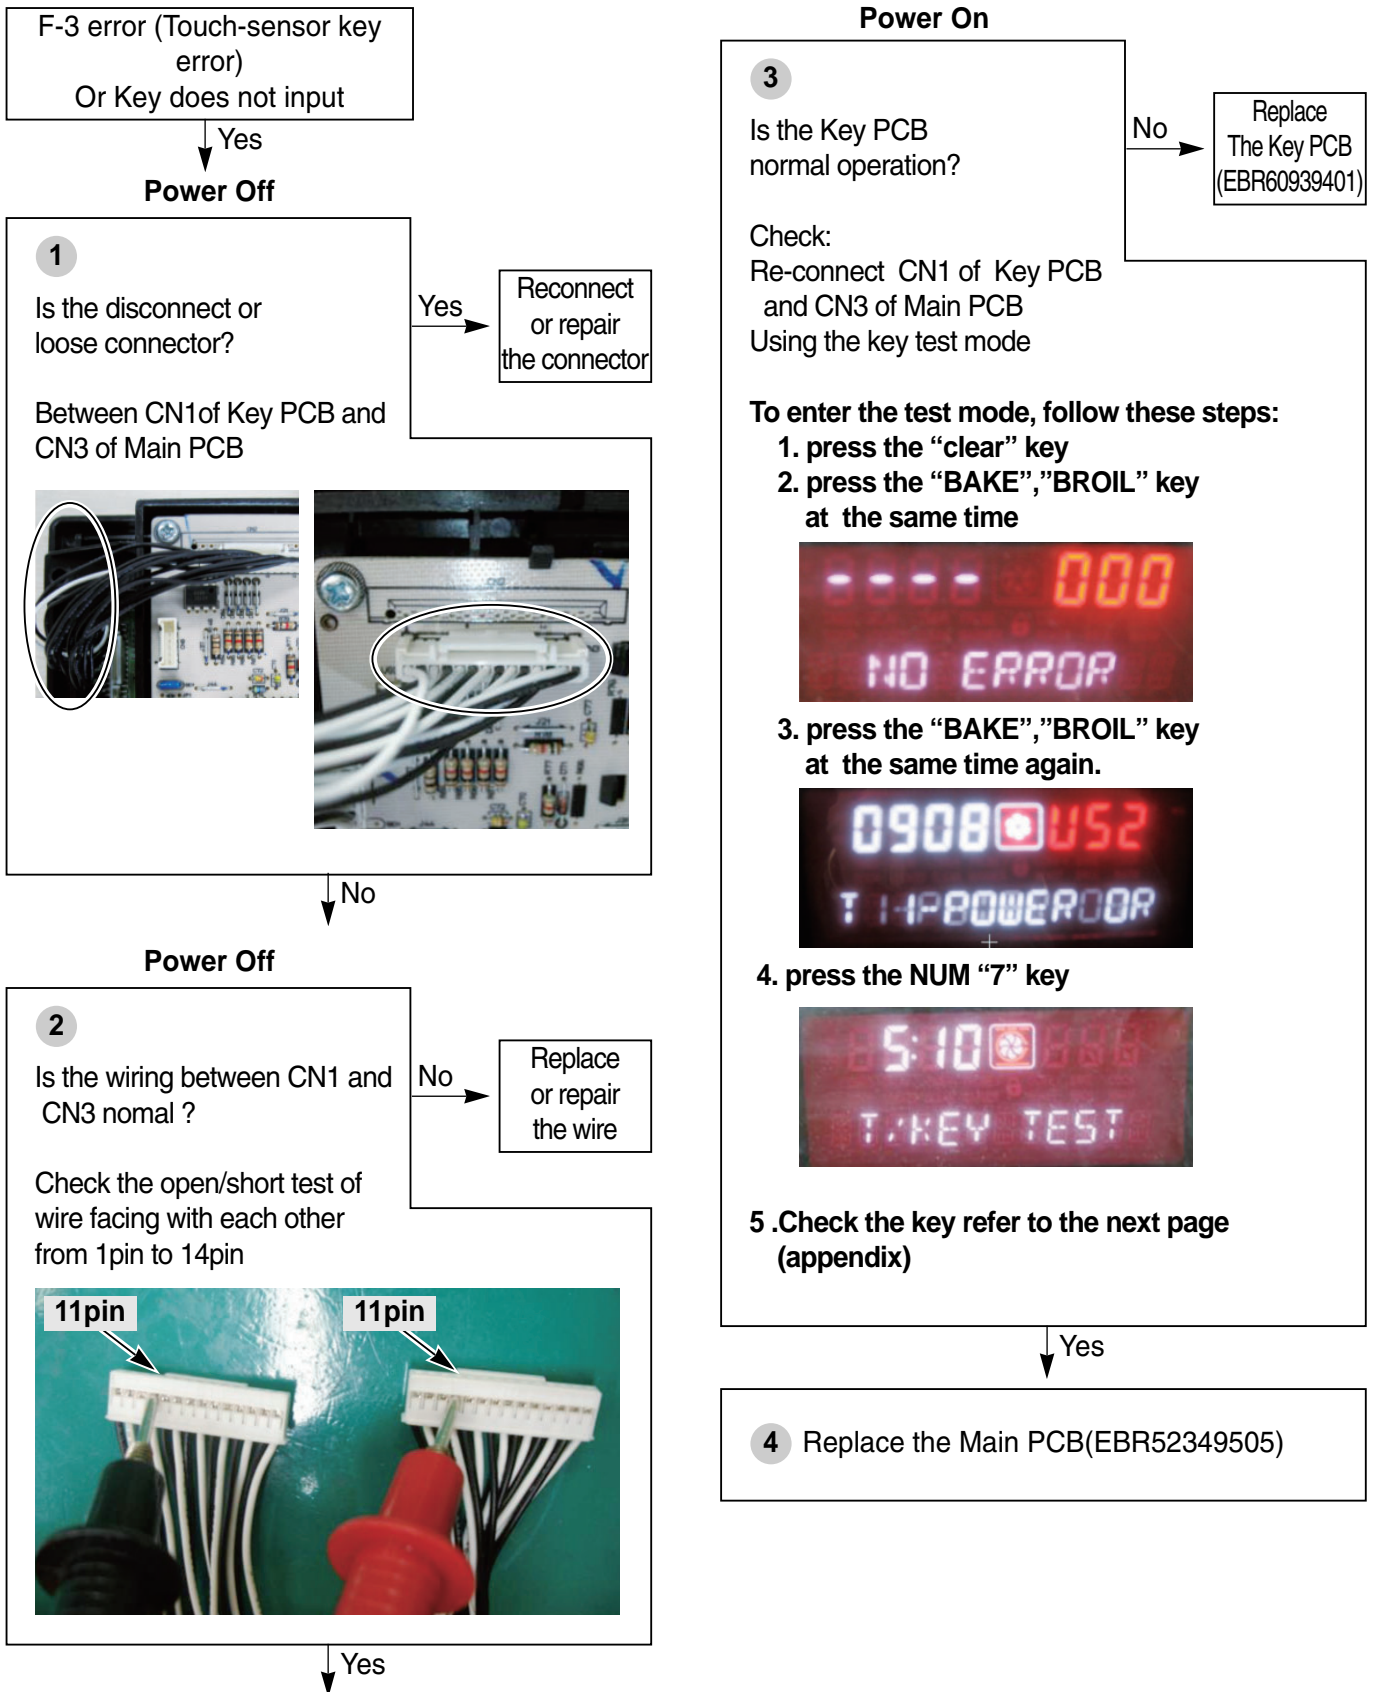 F-3 error (Touch-sensor key
error)
Or Key does not input
Yes
Power Off
1
Is the disconnect or
loose connector?
Yes
Reconnect
or repair
the connector
Between CN1of Key PCB and
CN3 of Main PCB
No
Power Off
2
Is the wiring between CN1 and
CN3 nomal ?
No
Replace
or repair
the wire
Check the open/short test of
wire facing with each other
from 1pin to 14pin
11pin
11pin
Yes
Power On
3
Is the Key PCB
normal operation?
No
Replace
The Key PCB
(EBR60939401)
Check:
Re-connect CN1 of Key PCB
and CN3 of Main PCB
Using the key test mode
To enter the test mode, follow these steps:
1. press the “clear” key
2. press the “BAKE”,”BROIL” key
at the same time
- - - - 000
NO ERROR
3. press the “BAKE”,”BROIL” key
at the same time again.
0908 US2
POWER
4. press the NUM “7” key
5:10
T/KEY TEST
5 .Check the key refer to the next page
(appendix)
Yes
4 Replace the Main PCB(EBR52349505)